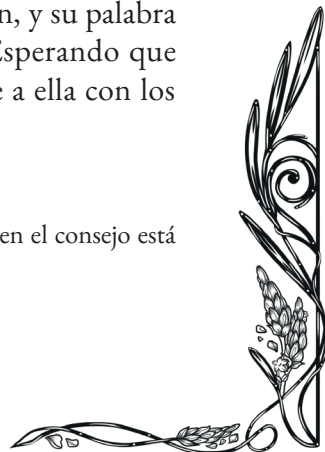 n, y su palabra
Esperando que
e a ella con los
en el consejo está